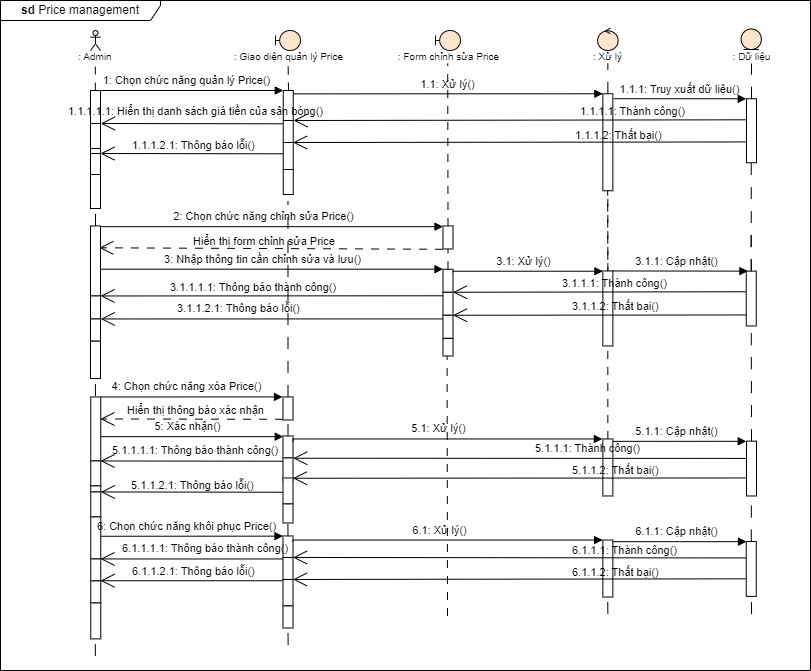 sd Price management
: Admin
: Giao diện quản lý Price
: Form chỉnh sửa Price
: Xử lý
: Dữ liệu
1: Chọn chức năng quản lý Price()
1.1: Xử lý()
1.1.1: Truy xuất dữ liệu()
1.1.1.1.1: Hiển thị danh sách giá tiền của sân bóng()
1.1.1.1: Thành công()
1.1.1.2: Thất bại()
1.1.1.2.1: Thông báo lỗi()
2: Chọn chức năng chỉnh sửa Price()
Hiển thị form chỉnh sửa Price
3: Nhập thông tin cần chỉnh sửa và lưu()
3.1: Xử lý()
3.1.1: Cập nhật()
3.1.1.1.1: Thông báo thành công()
3.1.1.1: Thành công()
3.1.1.2.1: Thông báo lỗi()
3.1.1.2: Thất bại()
4: Chọn chức năng xóa Price()
Hiển thị thông báo xác nhận
5: Xác nhận()
5.1: Xử lý()
5.1.1: Cập nhật()
5.1.1.1.1: Thông báo thành công()
5.1.1.1: Thành công()
5.1.1.2: Thất bại()
5.1.1.2.1: Thông báo lỗi()
6: Chọn chức năng khôi phục Price()
6.1: Xử lý()
6.1.1: Cập nhật()
6.1.1.1.1: Thông báo thành công()
6.1.1.1: Thành công()
6.1.1.2.1: Thông báo lỗi()
6.1.1.2: Thất bại()